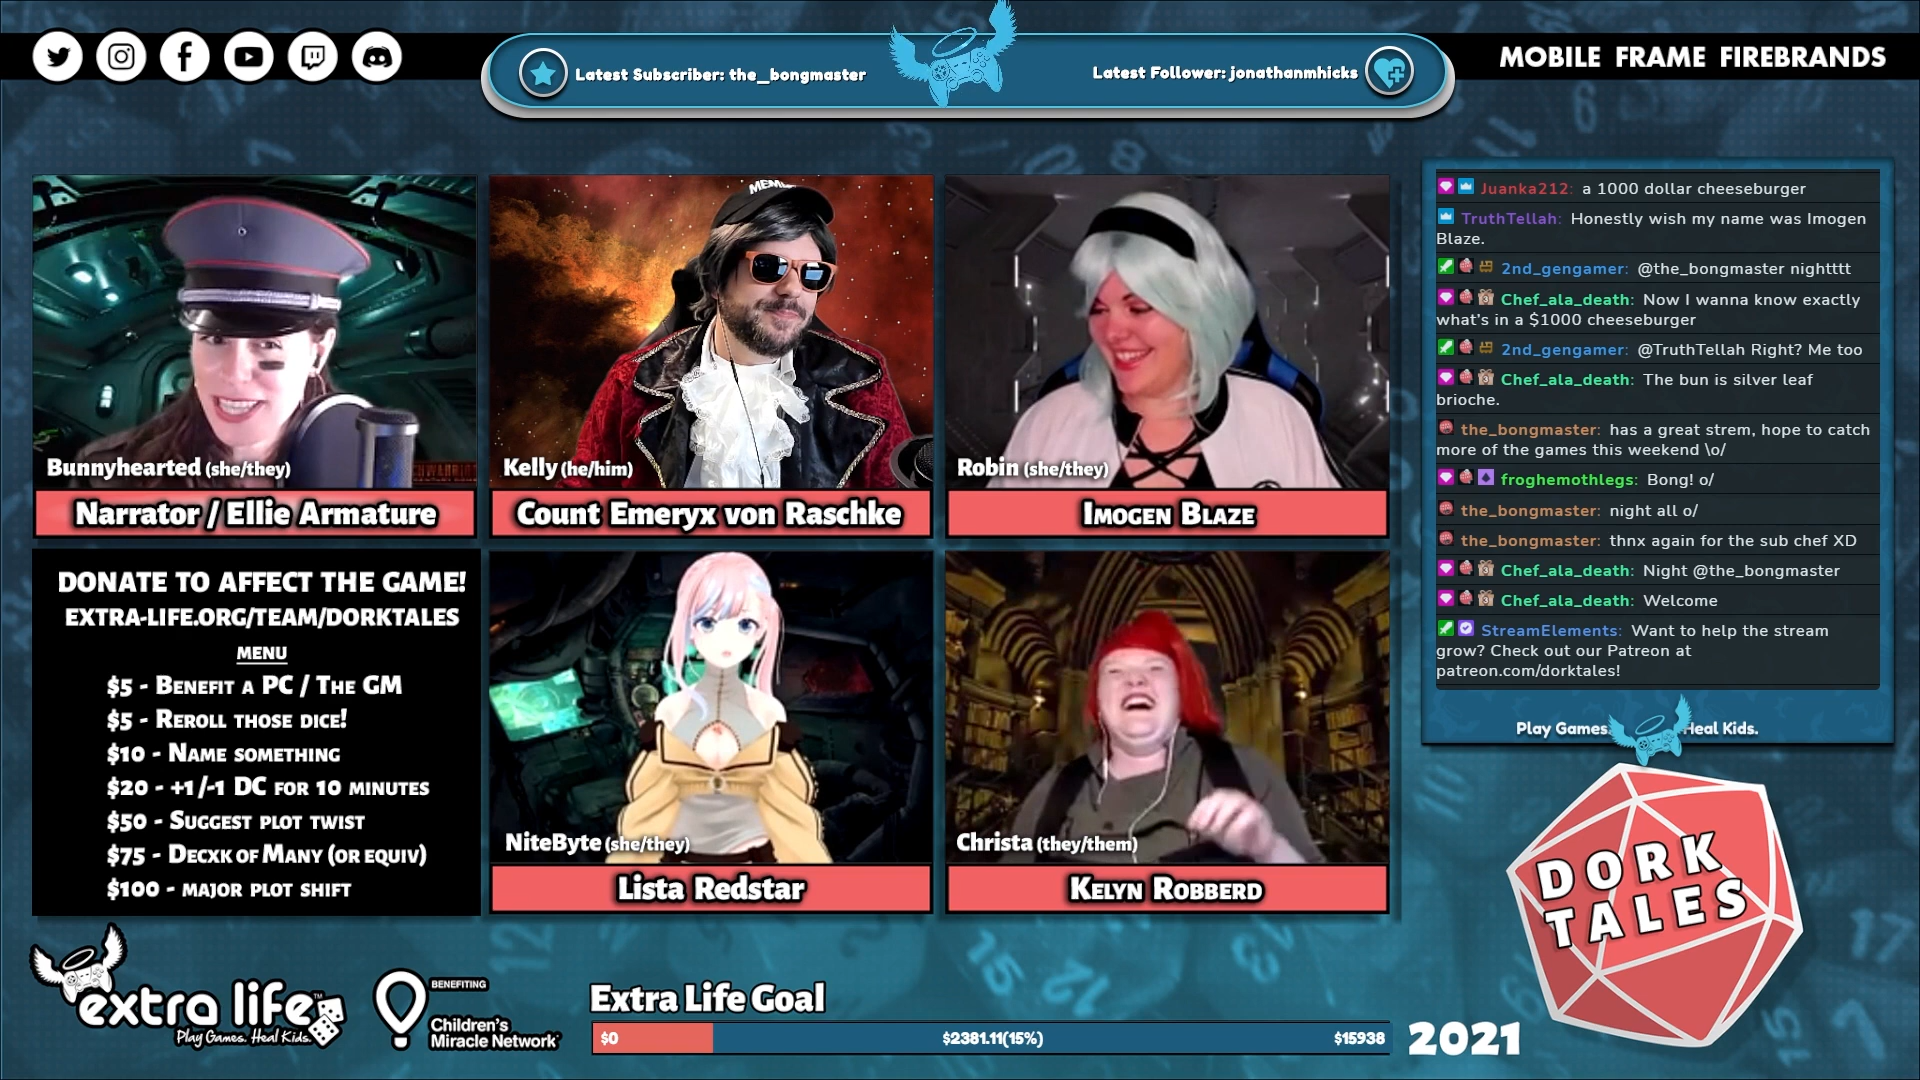 Latest Subscriber: the_bongmaster
Latest Follower: jonathanmhicks
MOBILE FRAME FIREBRANDS
Bunnyhearted (she/they)
Narrator / Ellie Armature
Kelly (he/him)
Count Emeryx von Raschke
Robin (she/they)
Imogen Blaze
DONATE TO AFFECT THE GAME!
EXTRA-LIFE.ORG/TEAM/DORKTALES
MENU
$5 - Benefit a PC / The GM
$5 - Reroll those dice!
$10 - Name something
$20 - +1/-1 DC for 10 minutes
$50 - Suggest plot twist
$75 - Decxk of Many (or equiv)
$100 - major plot shift
NiteByte (she/they)
Lista Redstar
Christa (they/them)
Kelyn Robberd
Juanka212: a 1000 dollar cheeseburger
TruthTellah: Honestly wish my name was Imogen
Blaze.
2nd_gengamer: @the_bongmaster nightttt
Chef_ala_death: Now I wanna know exactly
what's in a $1000 cheeseburger
2nd_gengamer: @TruthTellah Right? Me too
Chef_ala_death: The bun is silver leaf
brioche.
the_bongmaster: has a great strem, hope to catch
more of the games this weekend \o/
froghemothlegs: Bong! o/
the_bongmaster: night all o/
the_bongmaster: thnx again for the sub chef XD
Chef_ala_death: Night @the_bongmaster
Chef_ala_death: Welcome
StreamElements: Want to help the stream
grow? Check out our Patreon at
patreon.com/dorktales!
Play Games. Heal Kids.
DORK
TALES
extra life
Play Games. Heal Kids.
BENEFITING
Children's
Miracle Network
Extra Life Goal
$0
$2381.11(15%)
$15938
2021